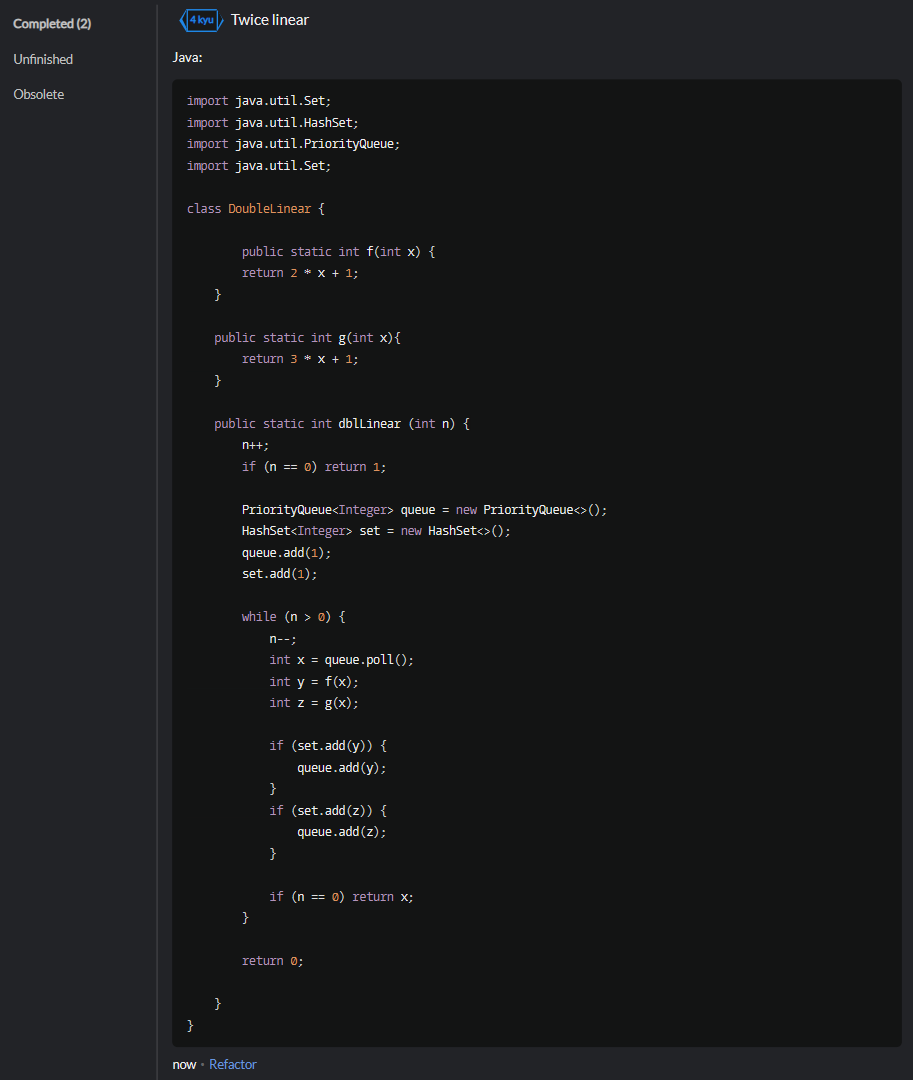 Completed (2)
Unfinished
Obsolete
4 kyu Twice linear
Java:
import java.util.Set;
import java.util.HashSet;
import java.util.PriorityQueue;
import java.util.Set;

class DoubleLinear {

        public static int f(int x) {
        return 2 * x + 1;
    }

    public static int g(int x){
        return 3 * x + 1;
    }

    public static int dblLinear (int n) {
        n++;
        if (n == 0) return 1;

        PriorityQueue<Integer> queue = new PriorityQueue<>();
        HashSet<Integer> set = new HashSet<>();
        queue.add(1);
        set.add(1);

        while (n > 0) {
            n--;
            int x = queue.poll();
            int y = f(x);
            int z = g(x);

            if (set.add(y)) {
                queue.add(y);
            }
            if (set.add(z)) {
                queue.add(z);
            }

            if (n == 0) return x;
        }

        return 0;

    }
}
now · Refactor